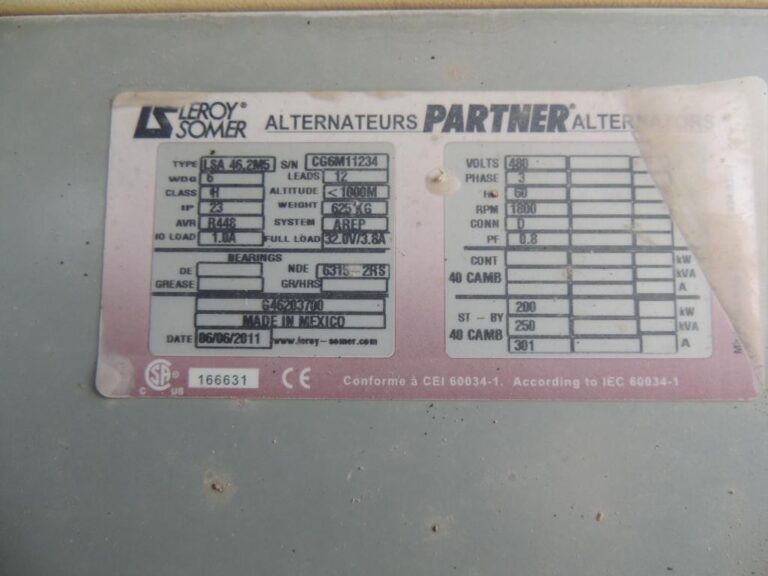 LS LEROY® SOMER ALTERNATEURS PARTNER® ALTERNATORS
TYPE LSA 46.2M5 S/N CG6M11234
WDG 6 LEADS 12
CLASS H ALTITUDE < 1000M
IP 23 WEIGHT 625 KG
AVR R448 SYSTEM AREP
IO LOAD 1.0A FULL LOAD 32.0V/3.8A
BEARINGS
DE NDE 6315-2RS
GREASE GR/HRS
G46203700
MADE IN MEXICO
DATE 06/06/2011 www.leroy-somer.com
VOLTS 480
PHASE 3
Hz 60
RPM 1800
CONN D
PF 0.8
CONT kW
40 CAMB kVA
A
200 kW
ST - BY 250 kVA
40 CAMB 301 A
SA® C US 166631 CE Conforme à CEI 60034-1. According to IEC 60034-1